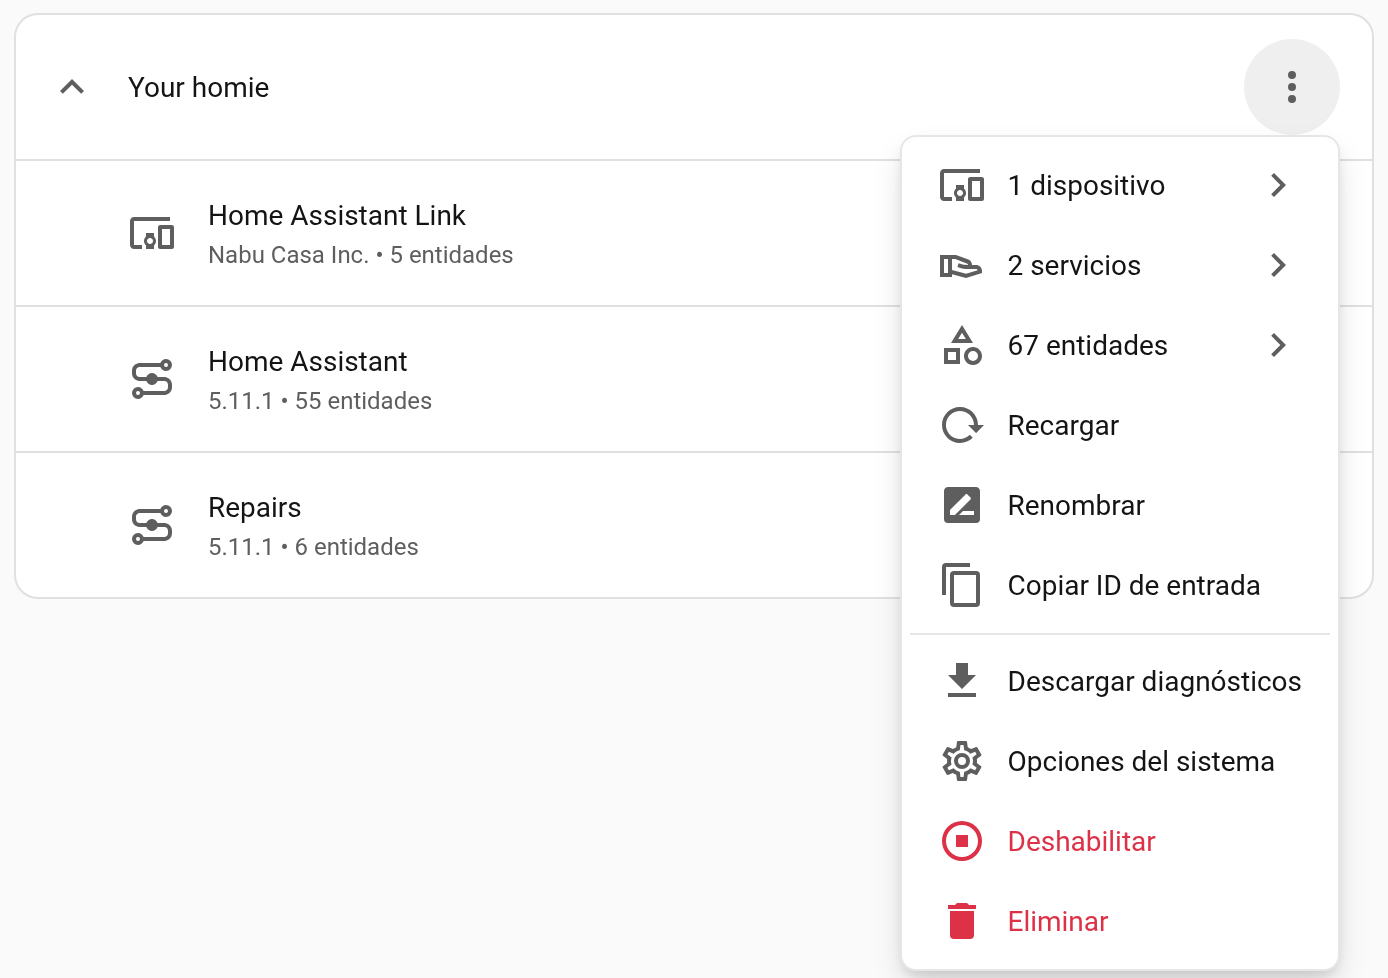 Your homie
Home Assistant Link
Nabu Casa Inc. • 5 entidades
Home Assistant
5.11.1 • 55 entidades
Repairs
5.11.1 • 6 entidades
1 dispositivo
2 servicios
67 entidades
Recargar
Renombrar
Copiar ID de entrada
Descargar diagnósticos
Opciones del sistema
Deshabilitar
Eliminar